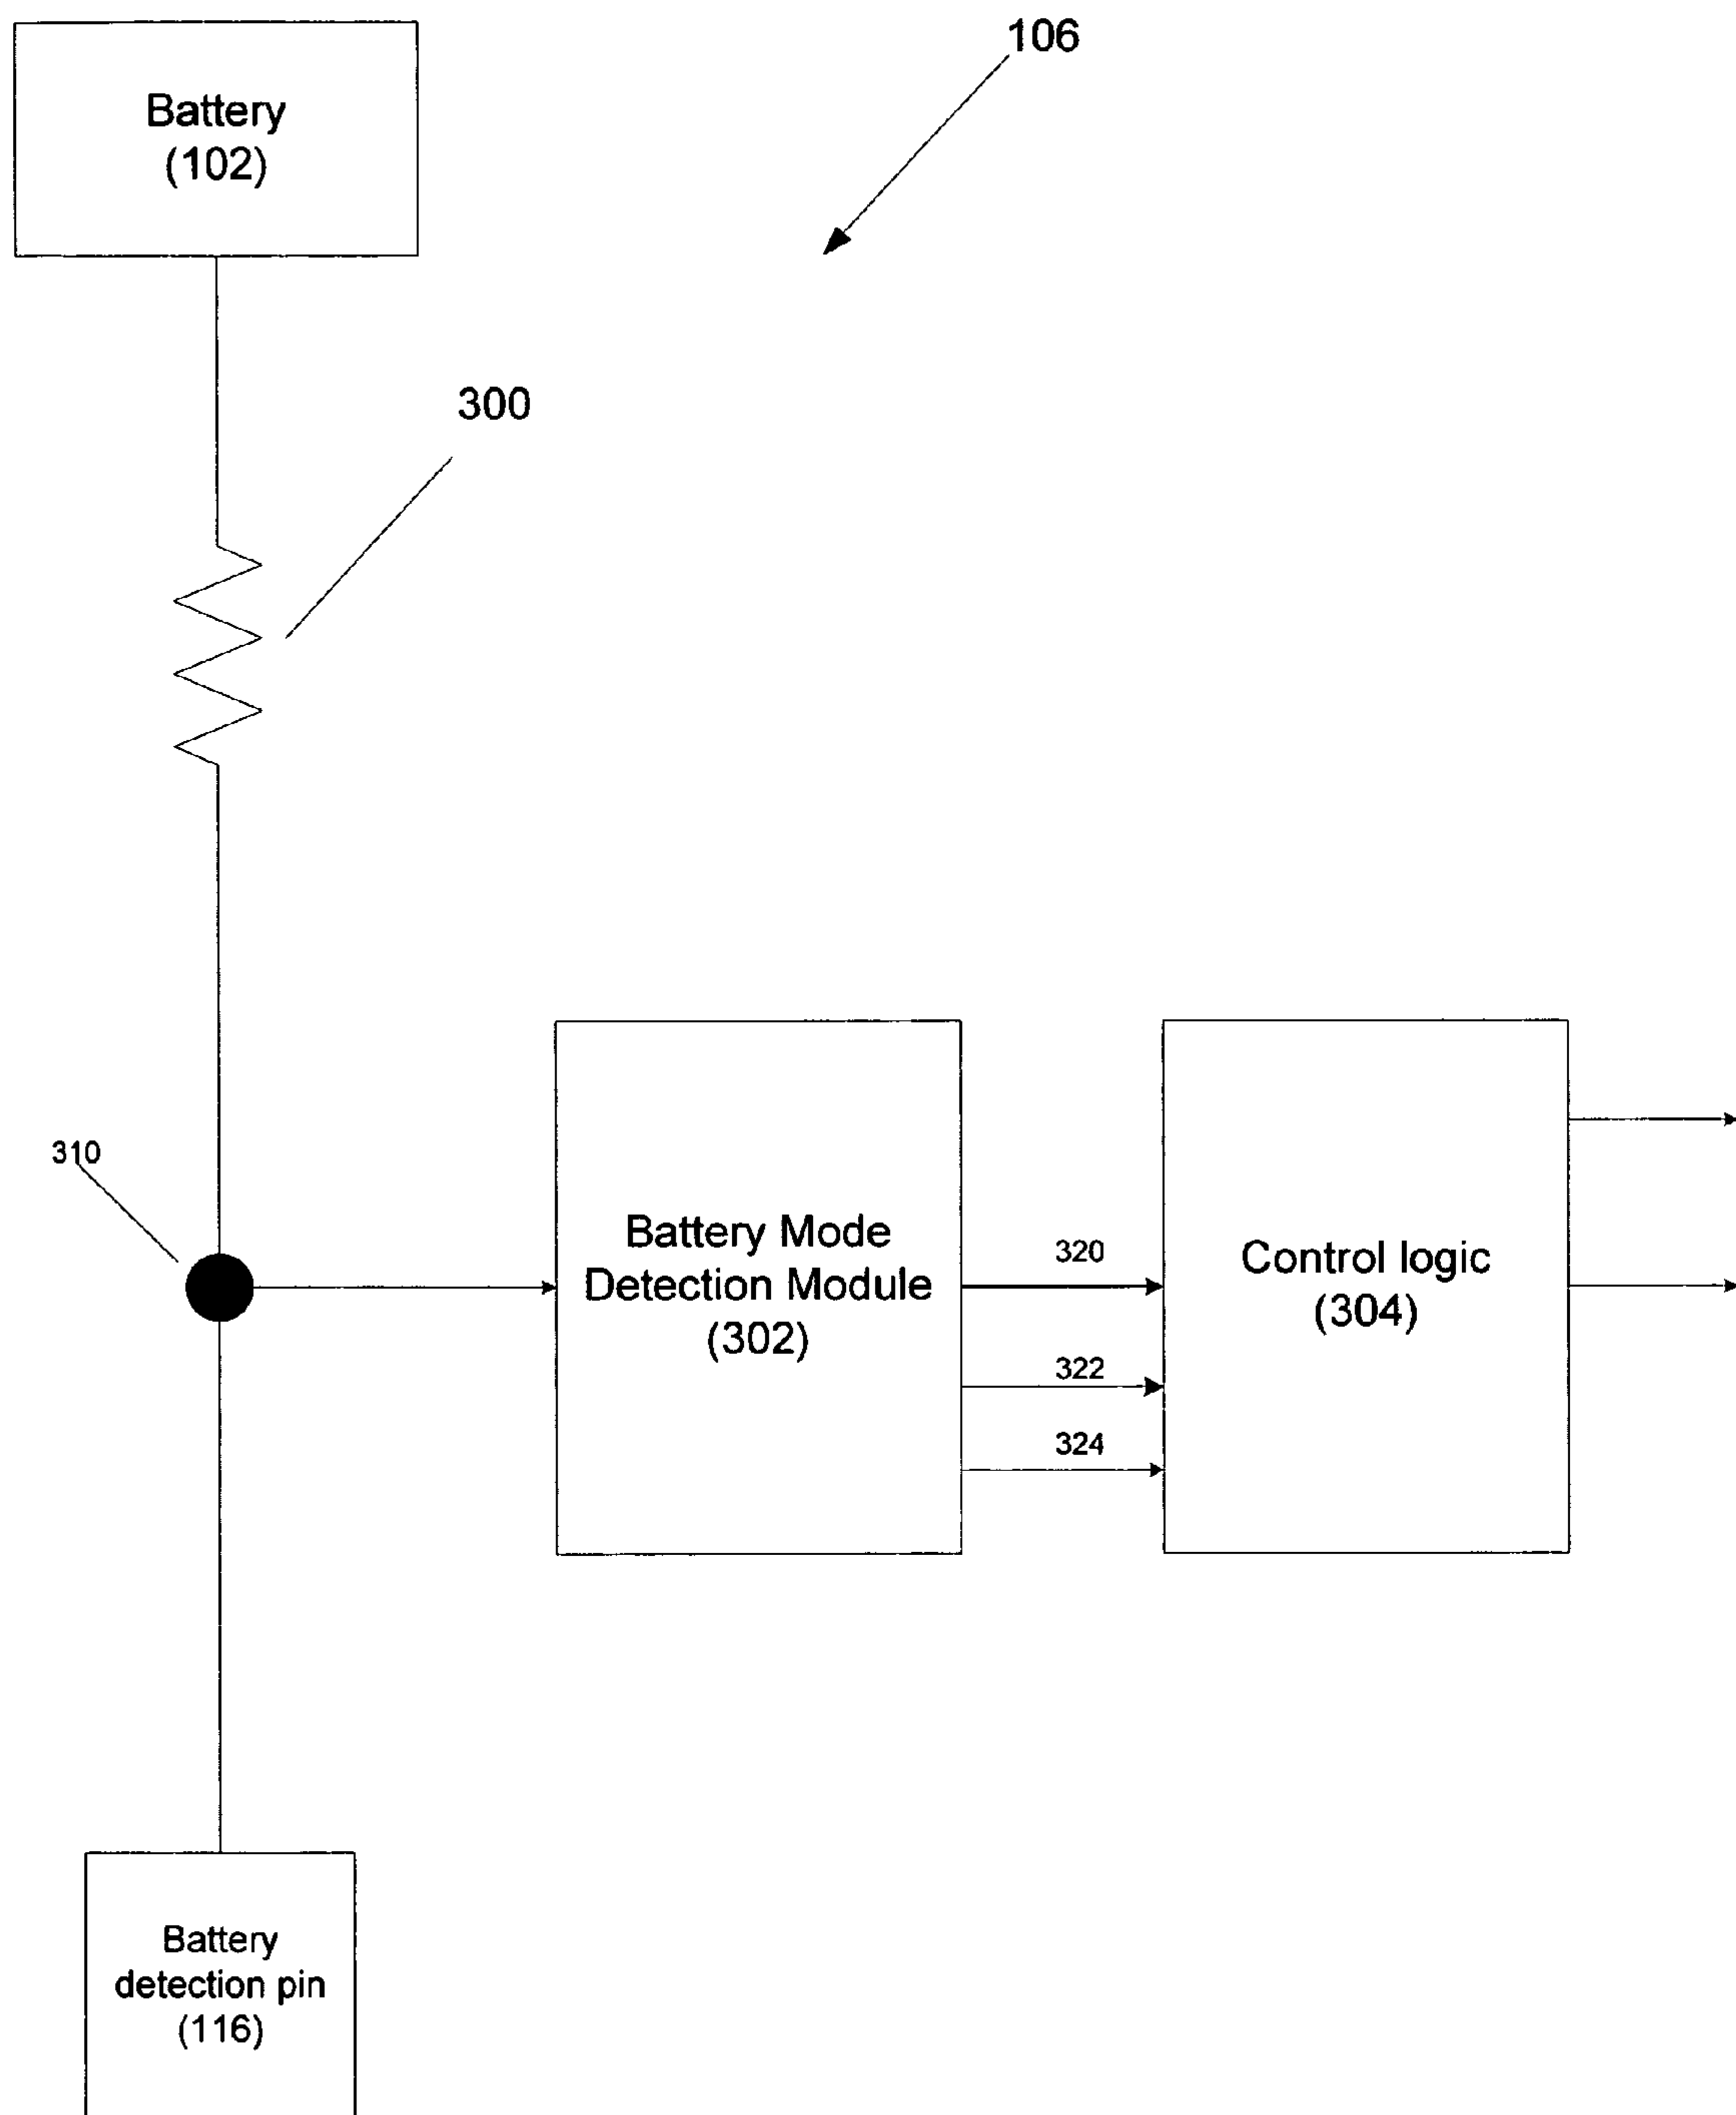 106
Battery
(102)
300
310
Battery Mode
Detection Module
(302)
320
322
324
Control logic
(304)
Battery
detection pin
(116)